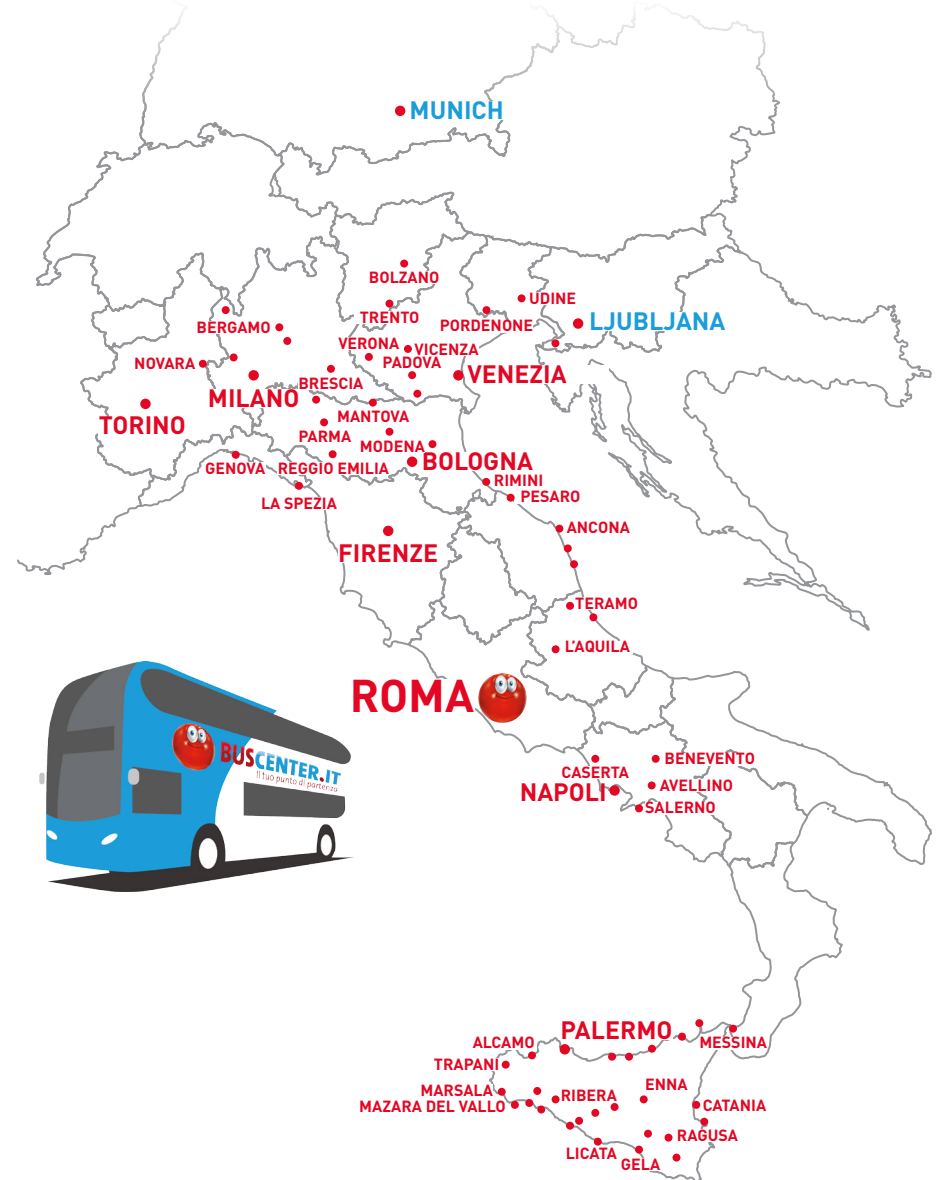 MUNICH
BOLZANO
UDINE
TRENTO
PORDENONE
LJUBLJANA
BERGAMO
VERONA
VICENZA
NOVARA
PADOVA
VENEZIA
BRESCIA
MILANO
MANTOVA
TORINO
PARMA
MODENA
BOLOGNA
GENOVA
REGGIO EMILIA
RIMINI
PESARO
LA SPEZIA
ANCONA
FIRENZE
TERAMO
L'AQUILA
ROMA
BUSCENTER.IT
Il tuo punto di partenza
BENEVENTO
CASERTA
AVELLINO
NAPOLI
SALERNO
PALERMO
ALCAMO
MESSINA
TRAPANI
ENNA
MARSALA
RIBERA
MAZARA DEL VALLO
CATANIA
RAGUSA
LICATA
GELA